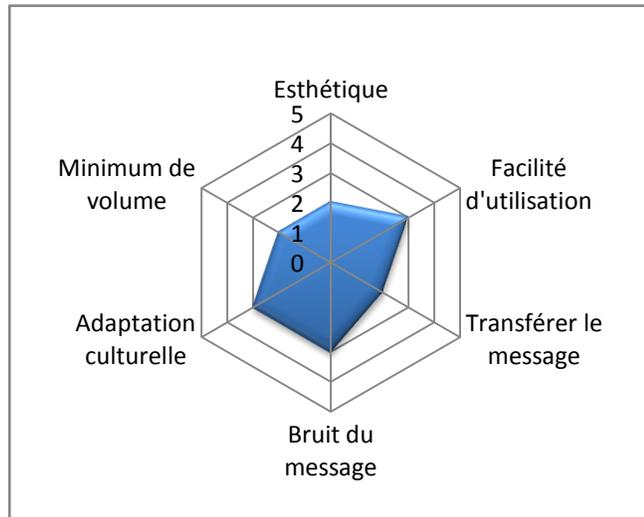 Esthétique
5
4
3
2
1
0
Facilité
d'utilisation
Transférer le
message
Bruit du
message
Adaptation
culturelle
Minimum de
volume